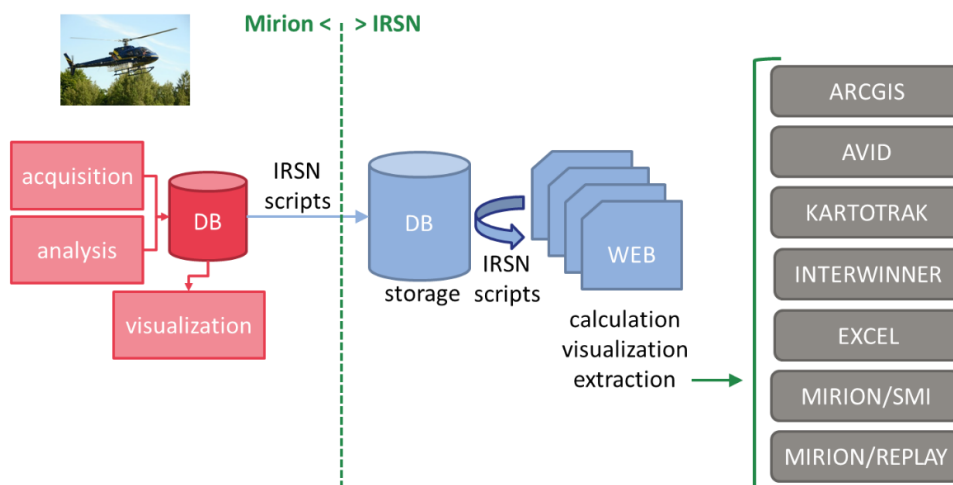 Mirion < > IRSN
acquisition
analysis
DB
visualization
IRSN
scripts
DB
storage
IRSN
scripts
WEB
calculation
visualization
extraction
ARCGIS
AVID
KARTOTRAK
INTERWINNER
EXCEL
MIRION/SMI
MIRION/REPLAY